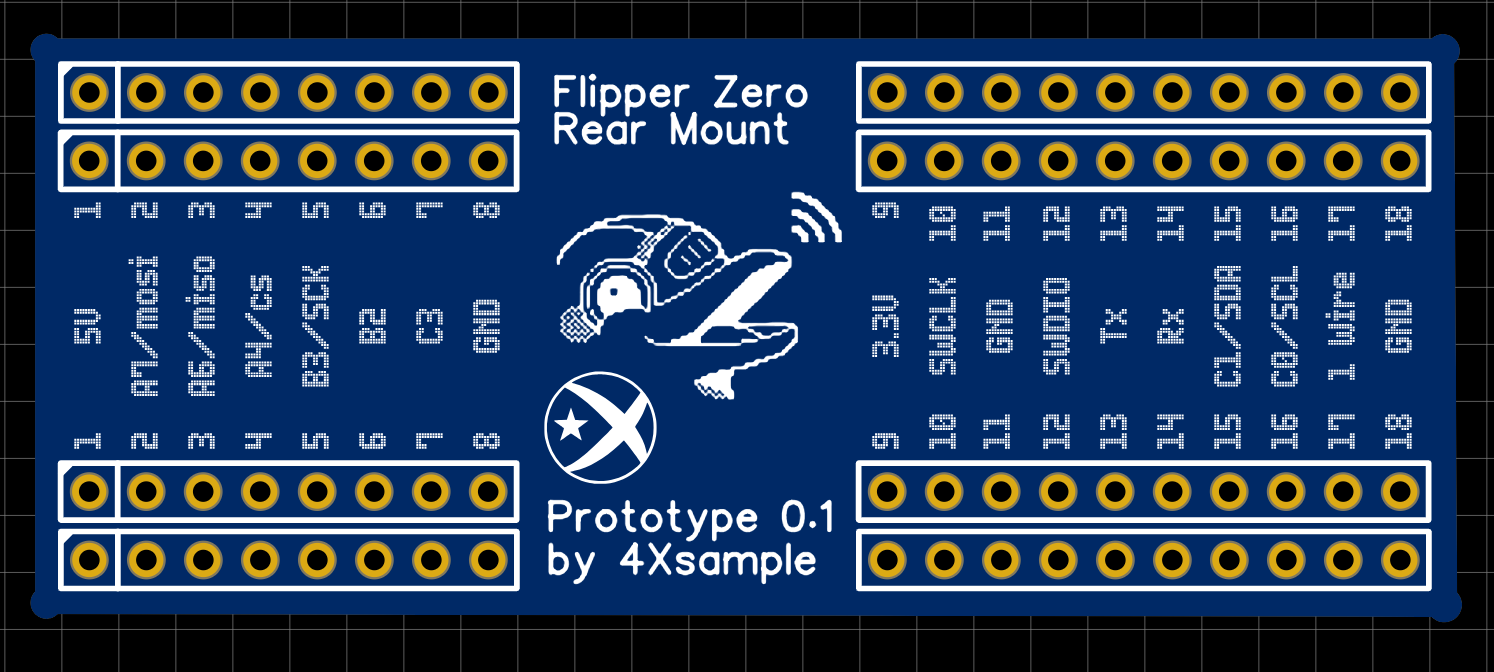 Flipper Zero
Rear Mount
1 2 3 4 5 6 7 8
9 10 11 12 13 14 15 16 17 18
5V A7/mosi A6/miso A4/cs B3/SCK B2 C3 GND
3.3V SWCLK GND SWDIO Tx Rx C1/SDA C0/SCL 1 wire GND
1 2 3 4 5 6 7 8
9 10 11 12 13 14 15 16 17 18
Prototype 0.1
by 4Xsample